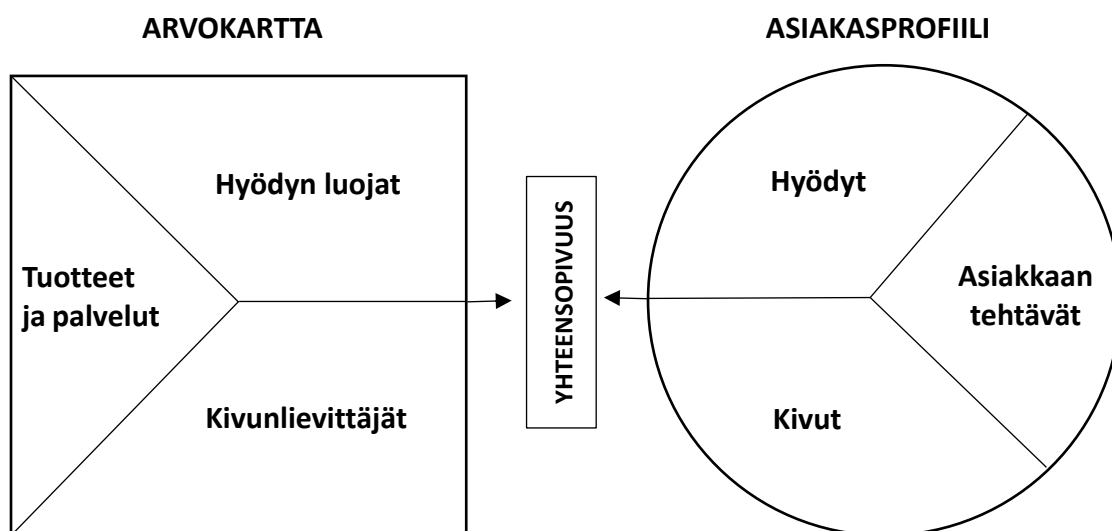 ARVOKARTTA
ASIAKASPROFIILI
Hyödyn luojat
Tuotteet
ja palvelut
Kivunlievittäjät
YHTEENSOPIVUUS
Hyödyt
Asiakkaan
tehtävät
Kivut